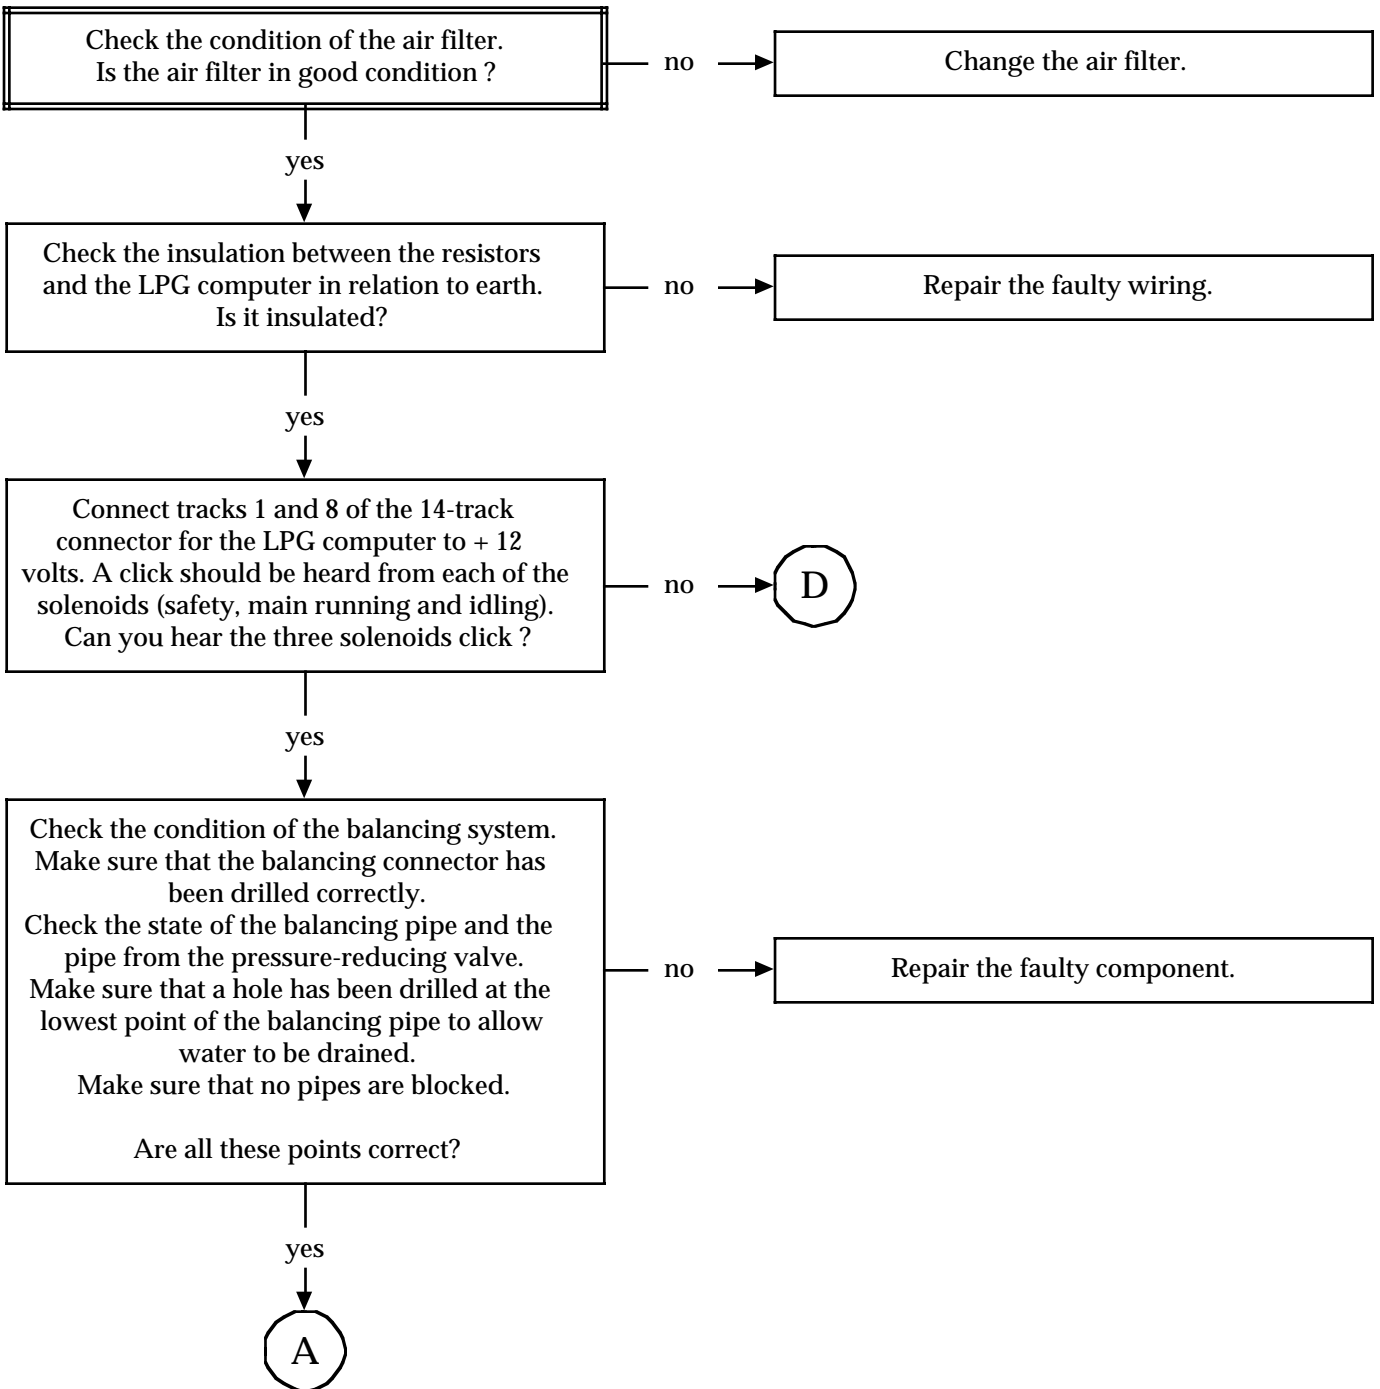 Check the condition of the air filter.
Is the air filter in good condition ?
no
Change the air filter.
yes
Check the insulation between the resistors
and the LPG computer in relation to earth.
Is it insulated?
no
Repair the faulty wiring.
yes
Connect tracks 1 and 8 of the 14-track
connector for the LPG computer to + 12
volts. A click should be heard from each of the
solenoids (safety, main running and idling).
Can you hear the three solenoids click ?
no
D
yes
Check the condition of the balancing system.
Make sure that the balancing connector has
been drilled correctly.
Check the state of the balancing pipe and the
pipe from the pressure-reducing valve.
Make sure that a hole has been drilled at the
lowest point of the balancing pipe to allow
water to be drained.
Make sure that no pipes are blocked.
Are all these points correct?
no
Repair the faulty component.
yes
A